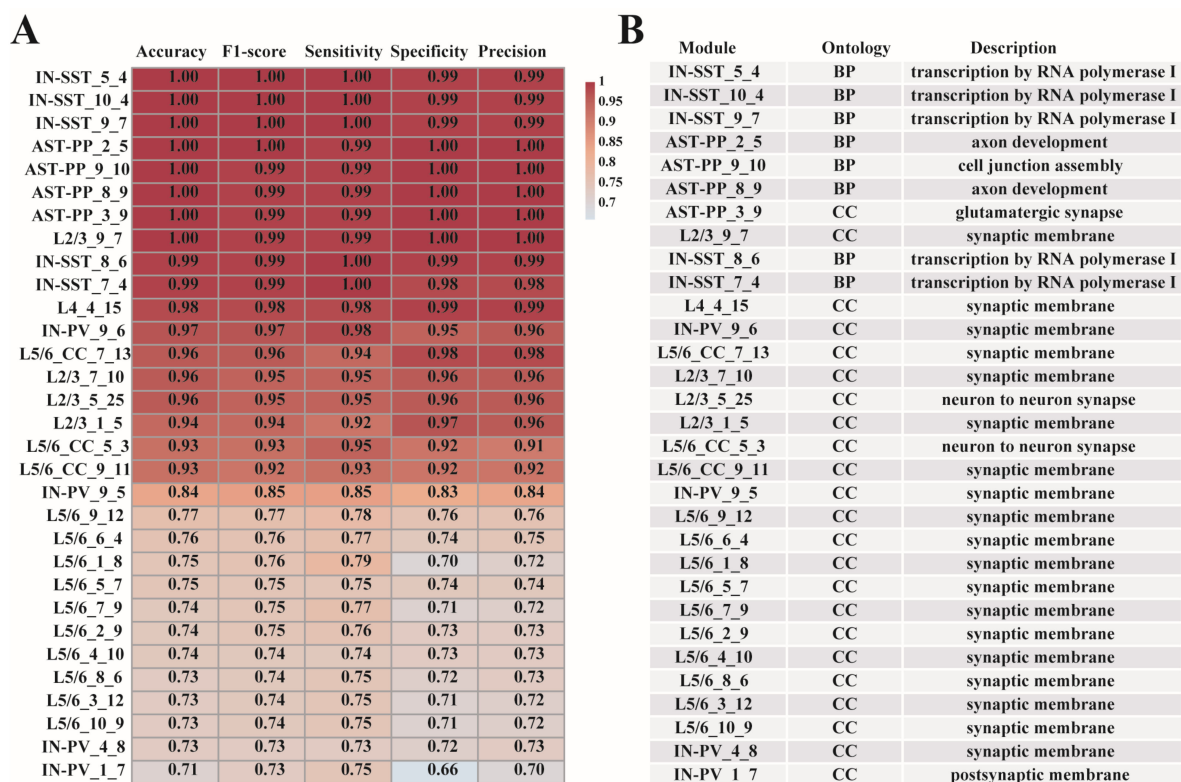 A
Accuracy F1-score Sensitivity Specificity Precision
IN-SST_5_4 1.00 1.00 1.00 0.99 0.99
IN-SST_10_4 1.00 1.00 1.00 0.99 0.99
IN-SST_9_7 1.00 1.00 1.00 0.99 0.99
AST-PP_2_5 1.00 1.00 0.99 1.00 1.00
AST-PP_9_10 1.00 0.99 0.99 1.00 1.00
AST-PP_8_9 1.00 0.99 0.99 1.00 1.00
AST-PP_3_9 1.00 0.99 0.99 1.00 1.00
L2/3_9_7 1.00 0.99 0.99 1.00 1.00
IN-SST_8_6 0.99 0.99 1.00 0.99 0.99
IN-SST_7_4 0.99 0.99 1.00 0.98 0.98
L4_4_15 0.98 0.98 0.98 0.99 0.99
IN-PV_9_6 0.97 0.97 0.98 0.95 0.96
L5/6_CC_7_13 0.96 0.96 0.94 0.98 0.98
L2/3_7_10 0.96 0.95 0.95 0.96 0.96
L2/3_5_25 0.96 0.95 0.95 0.96 0.96
L2/3_1_5 0.94 0.94 0.92 0.97 0.96
L5/6_CC_5_3 0.93 0.93 0.95 0.92 0.91
L5/6_CC_9_11 0.93 0.92 0.93 0.92 0.92
IN-PV_9_5 0.84 0.85 0.85 0.83 0.84
L5/6_9_12 0.77 0.77 0.78 0.76 0.76
L5/6_6_4 0.76 0.76 0.77 0.74 0.75
L5/6_1_8 0.75 0.76 0.79 0.70 0.72
L5/6_5_7 0.75 0.75 0.75 0.74 0.74
L5/6_7_9 0.74 0.75 0.77 0.71 0.72
L5/6_2_9 0.74 0.75 0.76 0.73 0.73
L5/6_4_10 0.74 0.74 0.74 0.73 0.73
L5/6_8_6 0.73 0.74 0.75 0.72 0.73
L5/6_3_12 0.73 0.74 0.75 0.71 0.72
L5/6_10_9 0.73 0.74 0.75 0.71 0.72
IN-PV_4_8 0.73 0.73 0.73 0.72 0.73
IN-PV_1_7 0.71 0.73 0.75 0.66 0.70
1
0.95
0.9
0.85
0.8
0.75
0.7
B
Module Ontology Description
IN-SST_5_4 BP transcription by RNA polymerase I
IN-SST_10_4 BP transcription by RNA polymerase I
IN-SST_9_7 BP transcription by RNA polymerase I
AST-PP_2_5 BP axon development
AST-PP_9_10 BP cell junction assembly
AST-PP_8_9 BP axon development
AST-PP_3_9 CC glutamatergic synapse
L2/3_9_7 CC synaptic membrane
IN-SST_8_6 BP transcription by RNA polymerase I
IN-SST_7_4 BP transcription by RNA polymerase I
L4_4_15 CC synaptic membrane
IN-PV_9_6 CC synaptic membrane
L5/6_CC_7_13 CC synaptic membrane
L2/3_7_10 CC synaptic membrane
L2/3_5_25 CC neuron to neuron synapse
L2/3_1_5 CC synaptic membrane
L5/6_CC_5_3 CC neuron to neuron synapse
L5/6_CC_9_11 CC synaptic membrane
IN-PV_9_5 CC synaptic membrane
L5/6_9_12 CC synaptic membrane
L5/6_6_4 CC synaptic membrane
L5/6_1_8 CC synaptic membrane
L5/6_5_7 CC synaptic membrane
L5/6_7_9 CC synaptic membrane
L5/6_2_9 CC synaptic membrane
L5/6_4_10 CC synaptic membrane
L5/6_8_6 CC synaptic membrane
L5/6_3_12 CC synaptic membrane
L5/6_10_9 CC synaptic membrane
IN-PV_4_8 CC synaptic membrane
IN-PV_1_7 CC postsynaptic membrane